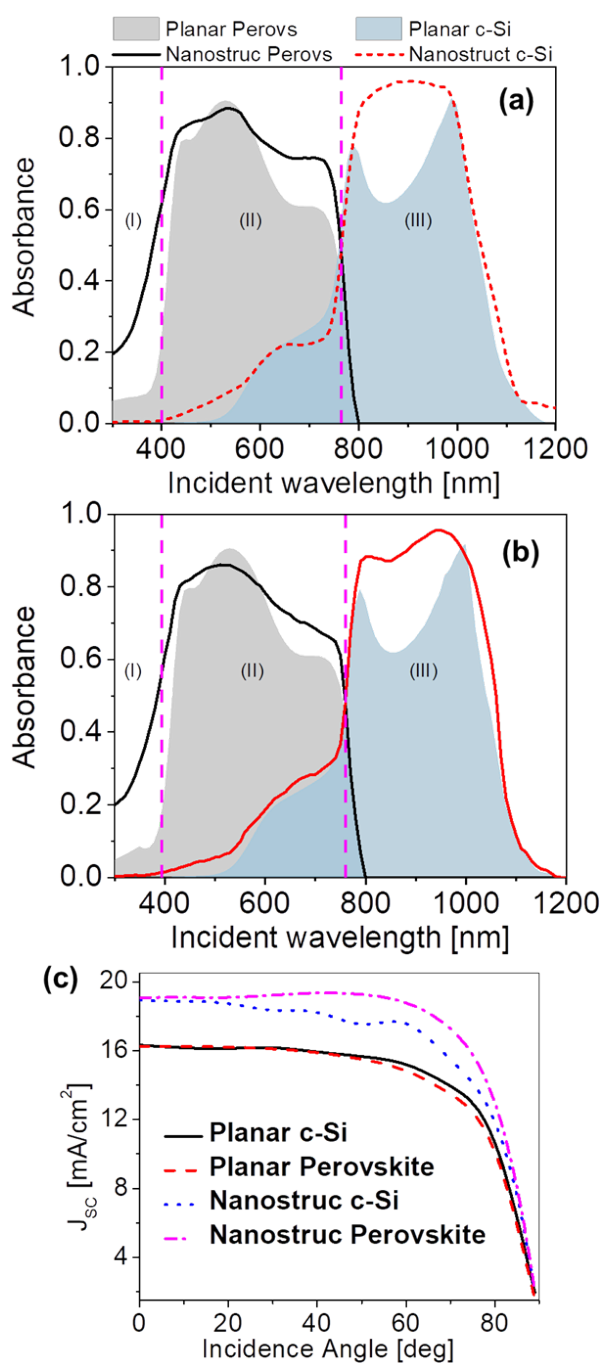 Planar Perovs Planar c-Si
Nanostruc Perovs Nanostruct c-Si
(a)
1.0
0.8
0.6
0.4
0.2
0.0
Absorbance
(I) (II) (III)
400 600 800 1000 1200
Incident wavelength [nm]
(b)
1.0
0.8
0.6
0.4
0.2
0.0
Absorbance
(I) (II) (III)
400 600 800 1000 1200
Incident wavelength [nm]
(c)
20
16
12
8
4
J_SC [mA/cm²]
Planar c-Si
Planar Perovskite
Nanostruc c-Si
Nanostruc Perovskite
0 20 40 60 80
Incidence Angle [deg]